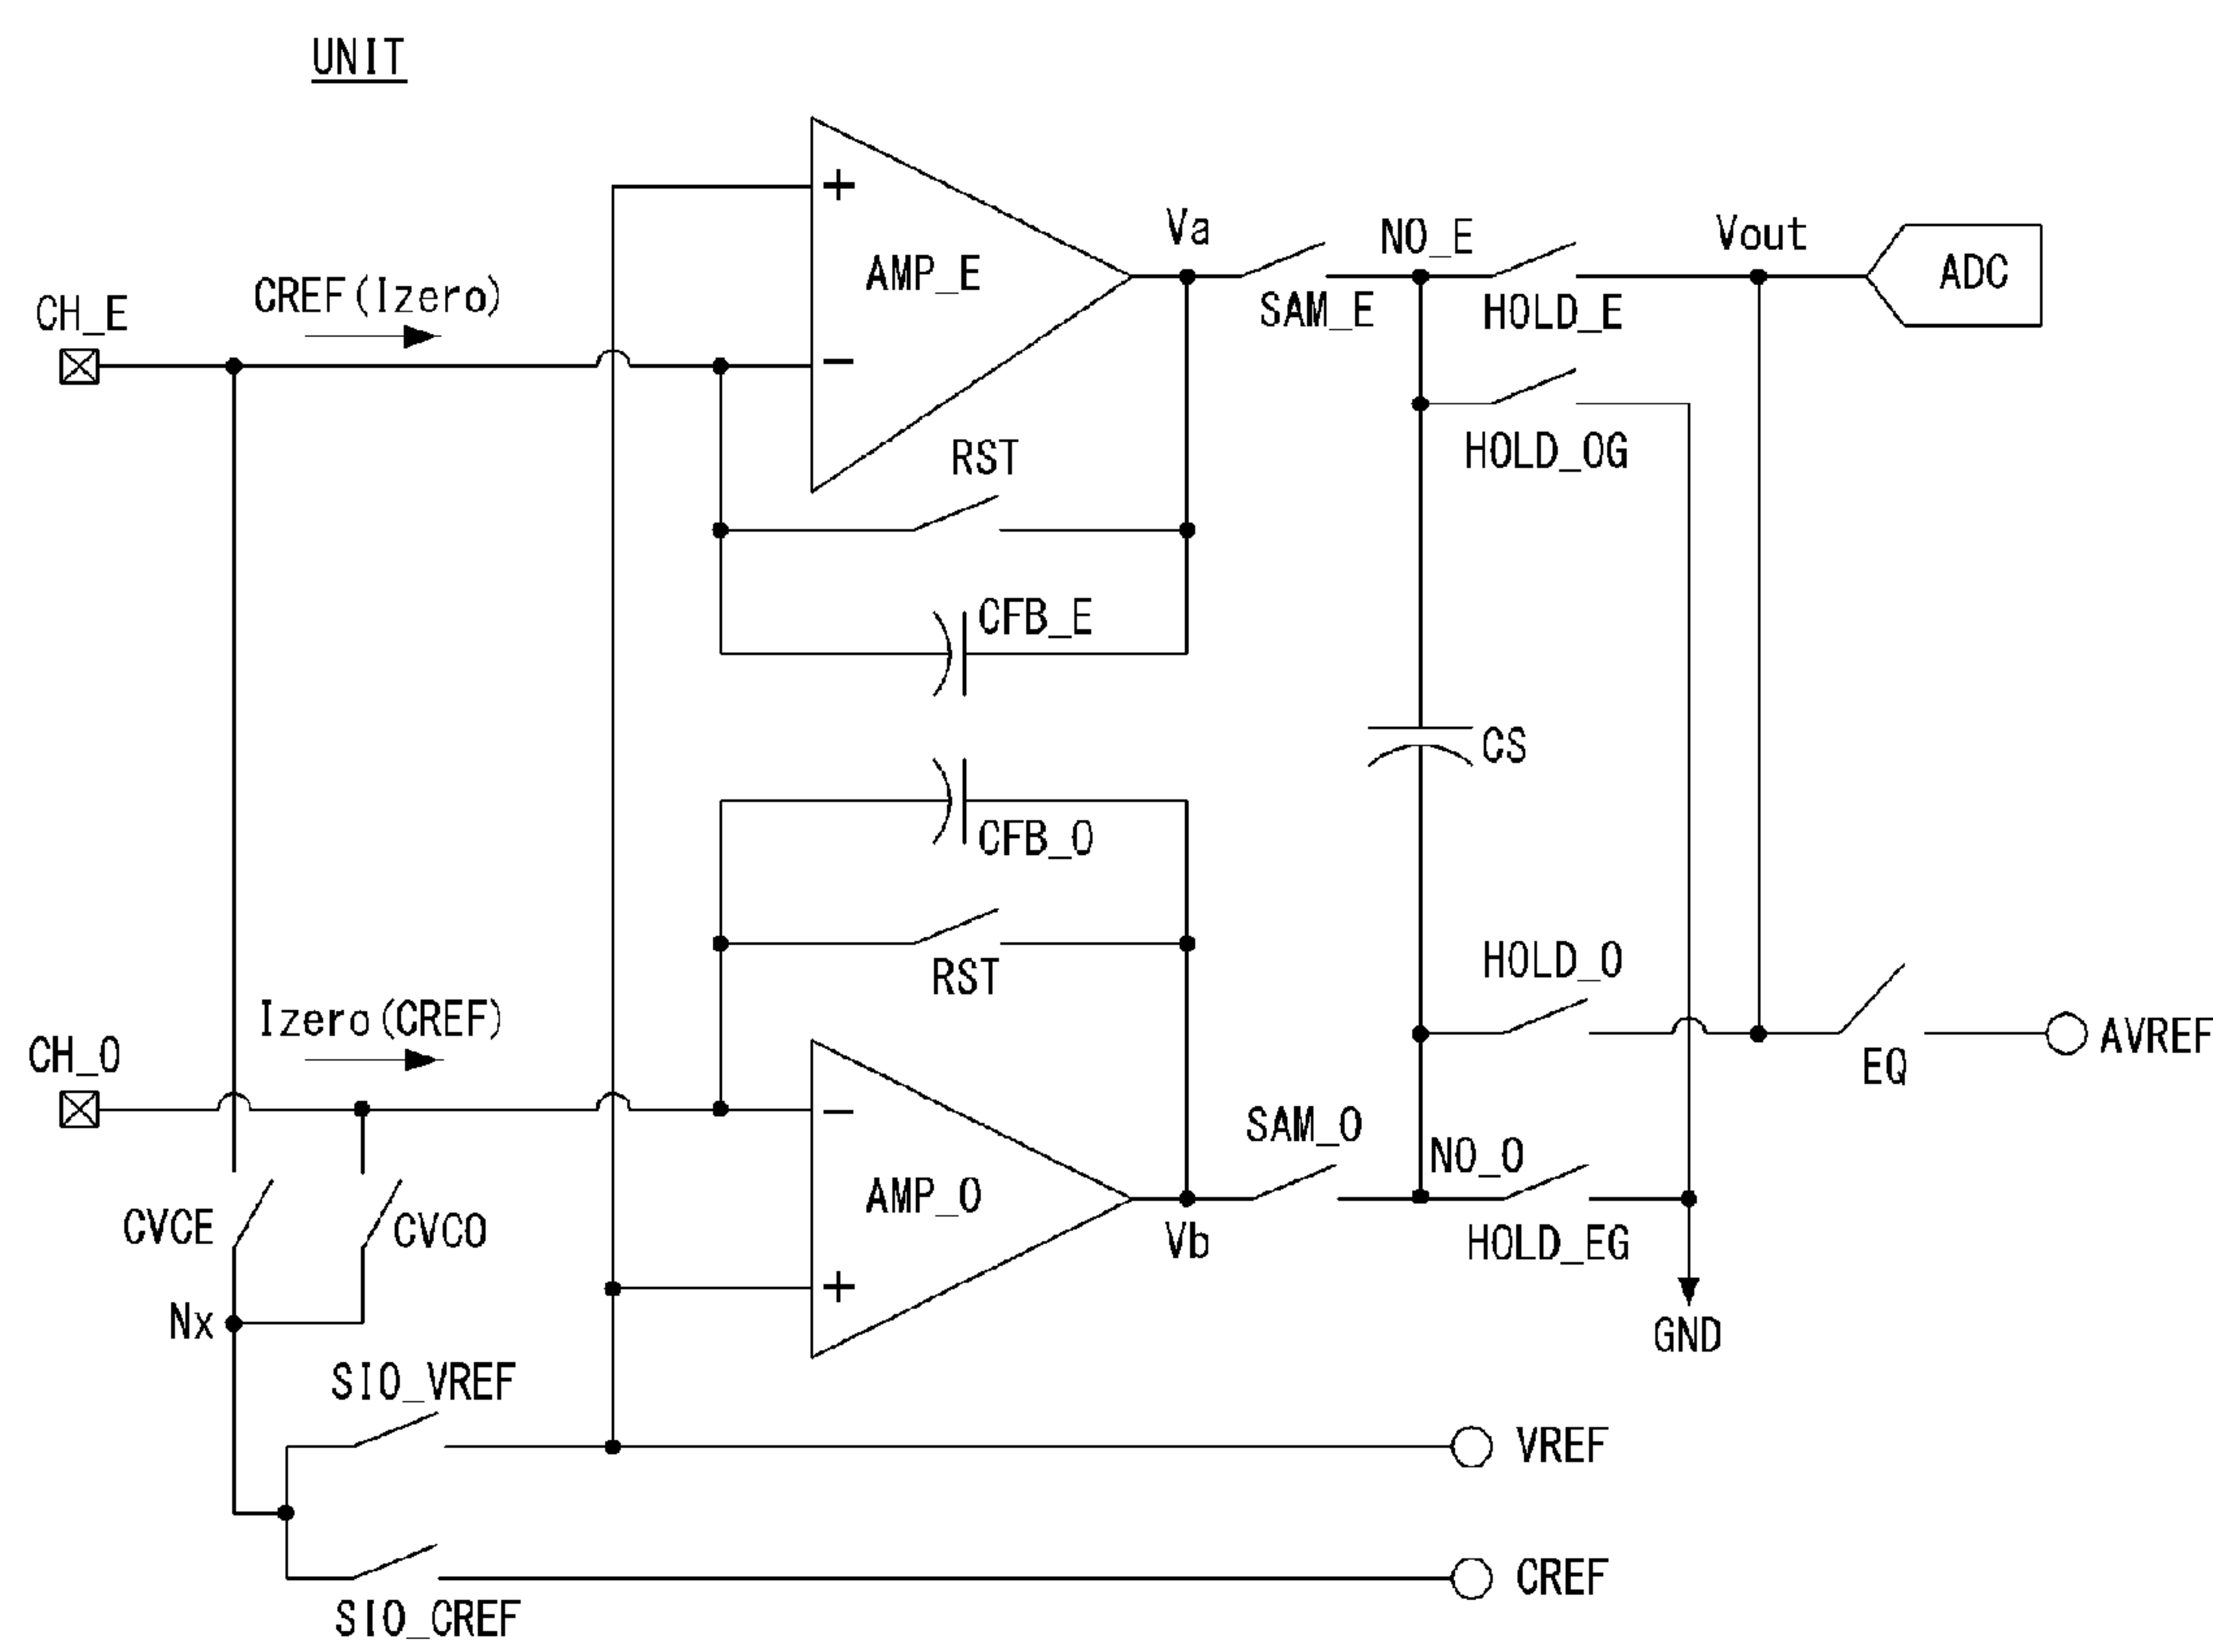 UNIT
Va
NO_E
Vout
AMP_E
ADC
CREF(Izero)
CH_E
SAM_E
HOLD_E
+
−
RST
HOLD_OG
CFB_E
CS
CFB_O
HOLD_O
RST
Izero(CREF)
CH_O
AVREF
EQ
−
SAM_O
NO_O
AMP_O
CVCE
CVCO
Vb
HOLD_EG
+
Nx
GND
SIO_VREF
VREF
CREF
SIO_CREF